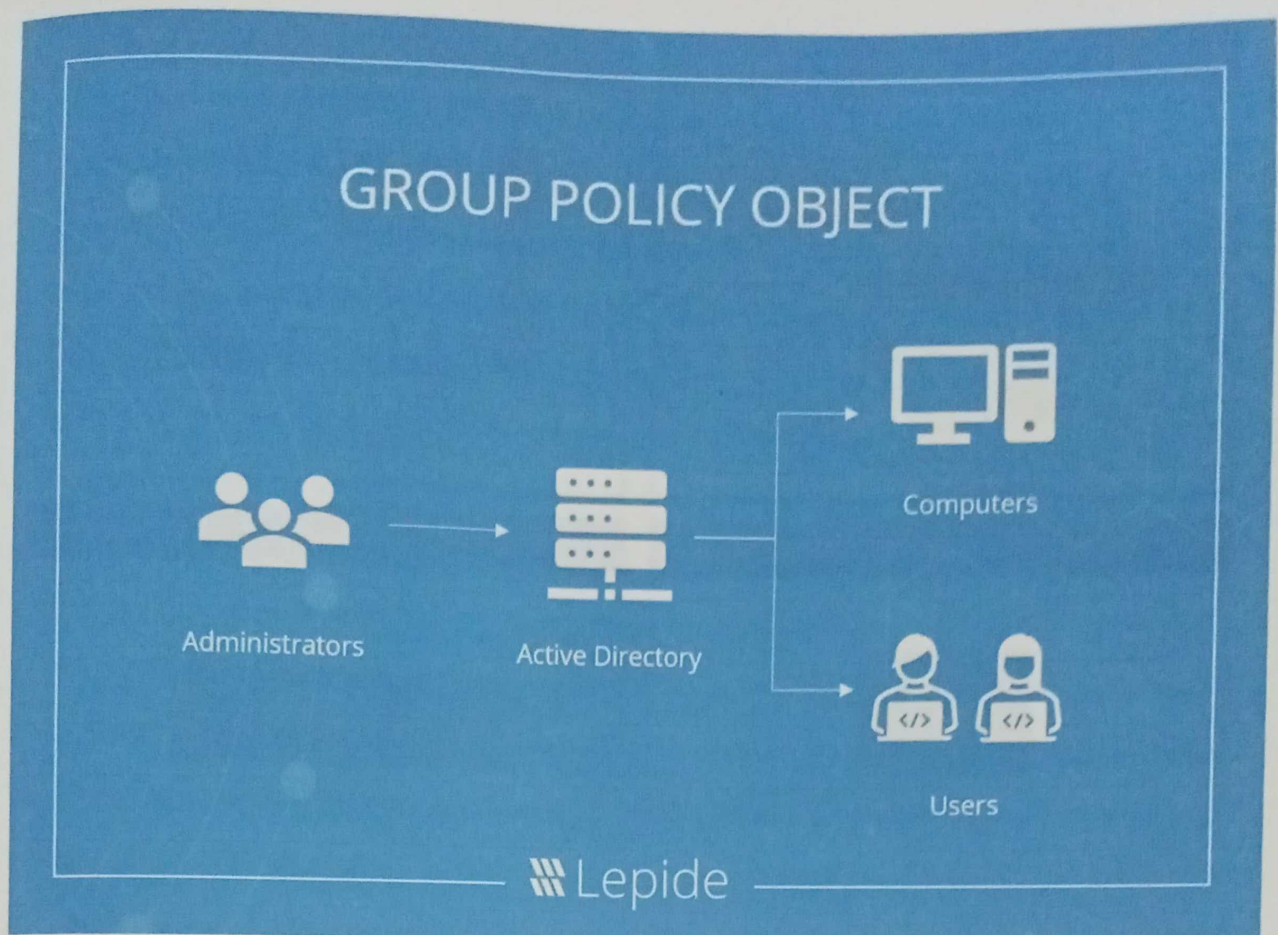 GROUP POLICY OBJECT
Computers
Administrators
Active Directory
</>
</>
Users
Lepide